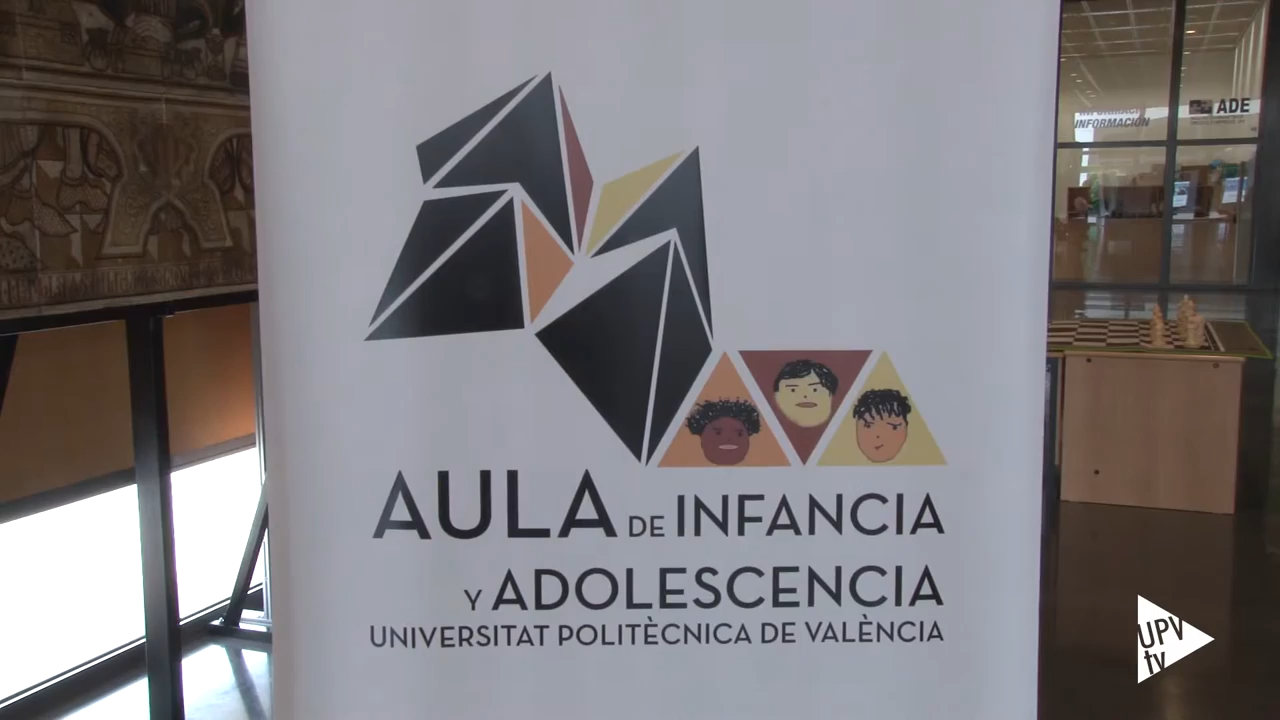 AULA DE INFANCIA
Y ADOLESCENCIA
UNIVERSITAT POLITÈCNICA DE VALÈNCIA
INFORMACIÓN
ADE
UPV
tv